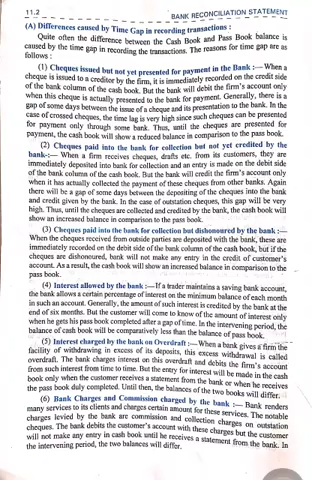 11.2
BANK RECONCILIATION STATEMENT
(A) Differences caused by Time Gap in recording transactions :
Quite often the difference between the Cash Book and Pass Book balance is
caused by the time gap in recording the transactions. The reasons for time gap are as
follows :
(1) Cheques issued but not yet presented for payment in the Bank :— When a
cheque is issued to a creditor by the firm, it is immediately recorded on the credit side
of the bank column of the cash book. But the bank will debit the firm's account only
when this cheque is actually presented to the bank for payment. Generally, there is a
gap of some days between the issue of a cheque and its presentation to the bank. In the
case of crossed cheques, the time lag is very high since such cheques can be presented
for payment only through some bank. Thus, until the cheques are presented for
payment, the cash book will show a reduced balance in comparison to the pass book.
(2) Cheques paid into the bank for collection but not yet credited by the
bank:— When a firm receives cheques, drafts etc. from its customers, they are
immediately deposited into bank for collection and an entry is made on the debit side
of the bank column of the cash book. But the bank will credit the firm's account only
when it has actually collected the payment of these cheques from other banks. Again
there will be a gap of some days between the depositing of the cheques into the bank
and credit given by the bank. In the case of outstation cheques, this gap will be very
high. Thus, until the cheques are collected and credited by the bank, the cash book will
show an increased balance in comparison to the pass book.
(3) Cheques paid into the bank for collection but dishonoured by the bank :—
When the cheques received from outside parties are deposited with the bank, these are
immediately recorded on the debit side of the bank column of the cash book, but if the
cheques are dishonured, bank will not make any entry in the credit of customer's
account. As a result, the cash book will show an increased balance in comparison to the
pass book.
(4) Interest allowed by the bank :—If a trader maintains a saving bank account,
the bank allows a certain percentage of interest on the minimum balance of each month
in such an account. Generally, the amount of such interest is credited by the bank at the
end of six months. But the customer will come to know of the amount of interest only
when he gets his pass book completed after a gap of time. In the intervening period, the
balance of cash book will be comparatively less than the balance of pass book.
(5) Interest charged by the bank on Overdraft :—When a bank gives a firm the
facility of withdrawing in excess of its deposits, this excess withdrawal is called
overdraft. The bank charges interest on this overdraft and debits the firm's account
from such interest from time to time. But the entry for interest will be made in the cash
book only when the customer receives a statement from the bank or when he receives
the pass book duly completed. Until then, the balances of the two books will differ.
(6) Bank Charges and Commission charged by the bank :— Bank renders
many services to its clients and charges certain amount for these services. The notable
charges levied by the bank are commission and collection charges on outstation
cheques. The bank debits the customer's account with these charges but the customer
will not make any entry in cash book until he receives a statement from the bank. In
the intervening period, the two balances will differ.